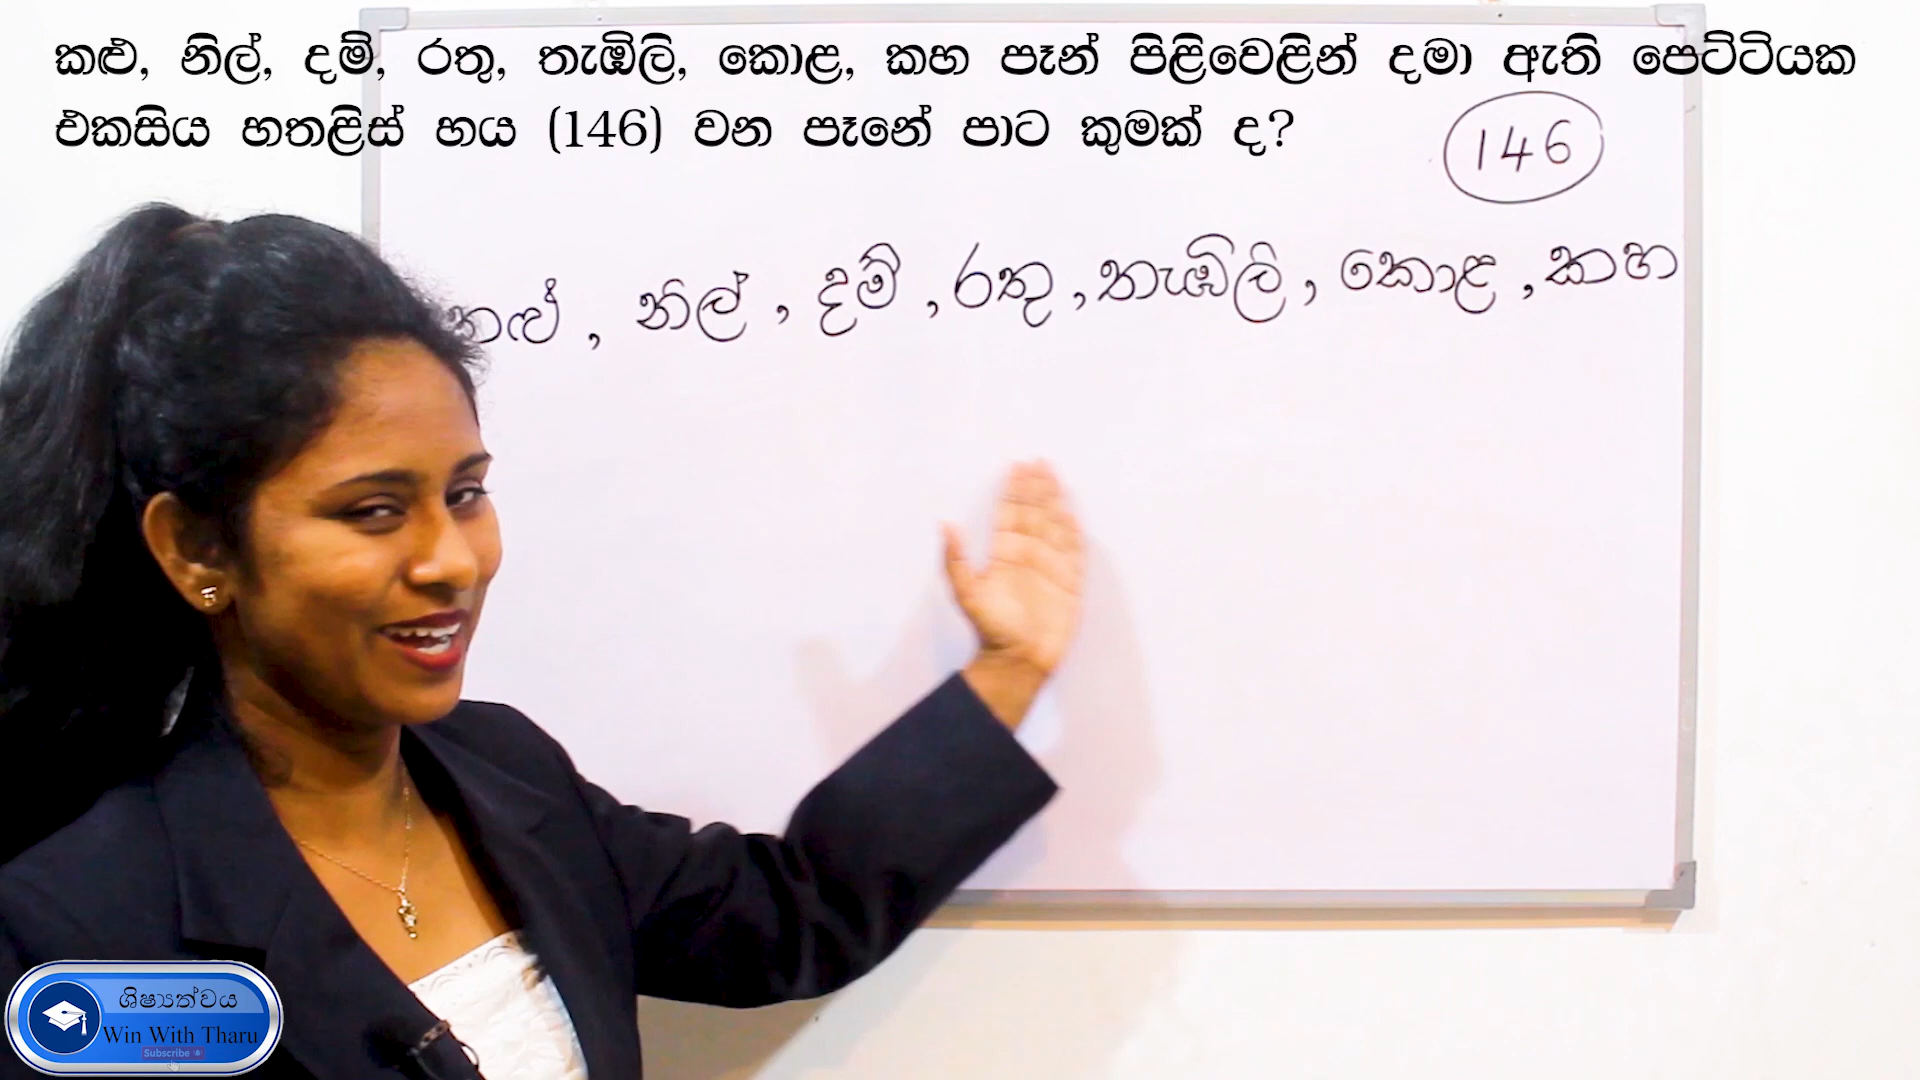 කළු, නිල්, දම්, රතු, තැඹිලි, කොළ, කහ පෑන් පිළිවෙළින් දමා ඇති පෙට්ටියක
එකසිය හතළිස් හය (146) වන පෑනේ පාට කුමක් ද?
146
කළු , නිල් , දම් , රතු , තැඹිලි , කොළ , කහ
ශිෂ්‍යත්වය
Win With Tharu
Subscribe